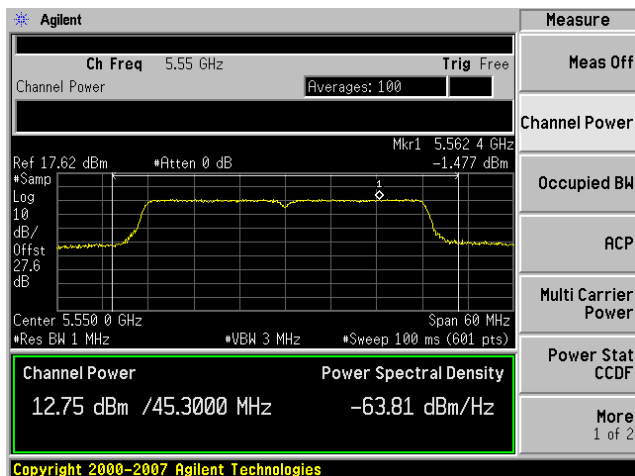 Agilent
Measure
Ch Freq 5.55 GHz Trig Free
Meas Off
Channel Power Averages: 100
Channel Power
Mkr1 5.562 4 GHz
Ref 17.62 dBm #Atten 0 dB -1.477 dBm
#Samp
1
Occupied BW
Log
10
dB/
ACP
Offst
27.6
dB
Multi Carrier
Power
Center 5.550 0 GHz Span 60 MHz
#Res BW 1 MHz #VBW 3 MHz #Sweep 100 ms (601 pts)
Power Stat
CCDF
Channel Power Power Spectral Density
12.75 dBm /45.3000 MHz -63.81 dBm/Hz
More
1 of 2
Copyright 2000-2007 Agilent Technologies